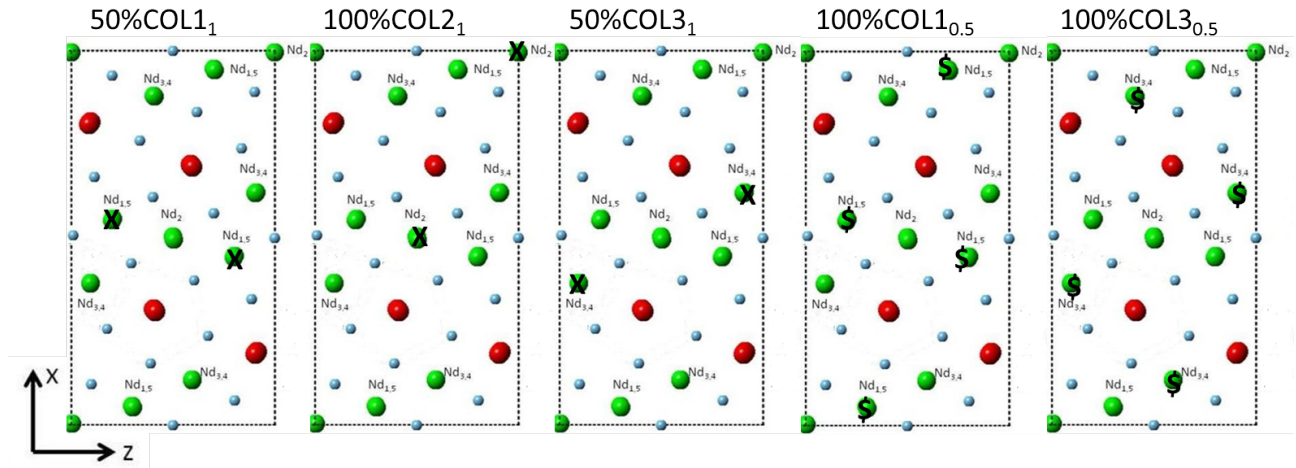 50%COL1₁ 100%COL2₁ 50%COL3₁ 100%COL1₀.₅ 100%COL3₀.₅
Nd₂ X Nd₂ Nd₂ Nd₂ Nd₂
Nd₁,₅ Nd₁,₅ Nd₁,₅ $ Nd₁,₅ Nd₁,₅
Nd₃,₄ Nd₃,₄ Nd₃,₄ Nd₃,₄ Nd₃,₄
$
Nd₃,₄ Nd₃,₄ Nd₃,₄ Nd₃,₄ Nd₃,₄
X $
Nd₁,₅ Nd₁,₅ Nd₁,₅ Nd₁,₅ Nd₁,₅
X Nd₂ Nd₂ Nd₂ $ Nd₂ Nd₂
Nd₁,₅ X Nd₁,₅ Nd₁,₅ Nd₁,₅ Nd₁,₅
X $
X $
Nd₃,₄ Nd₃,₄ Nd₃,₄ Nd₃,₄ Nd₃,₄
Nd₃,₄ Nd₃,₄ Nd₃,₄ Nd₃,₄ $ Nd₃,₄
Nd₁,₅ Nd₁,₅ Nd₁,₅ Nd₁,₅ Nd₁,₅
$
X
Z